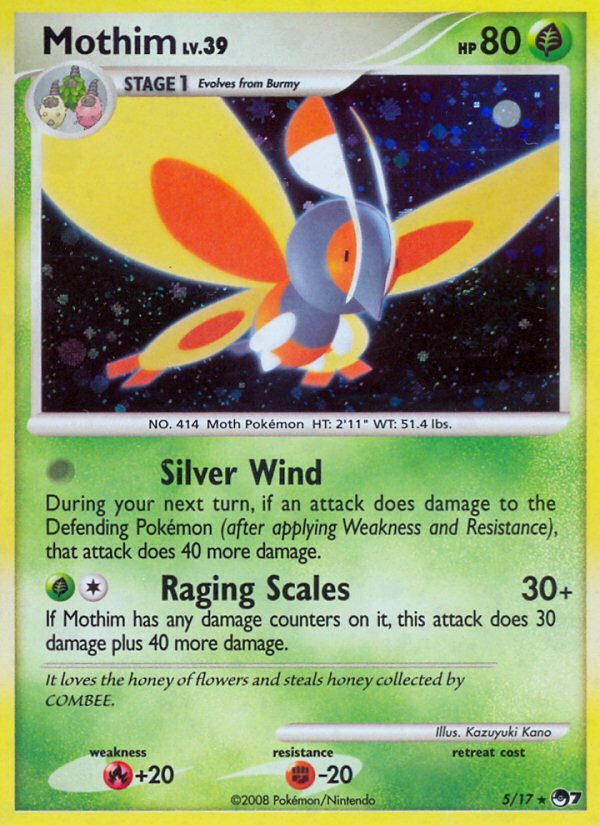 Mothim LV.39
HP 80
STAGE 1 Evolves from Burmy
NO. 414 Moth Pokémon HT: 2'11" WT: 51.4 lbs.
Silver Wind
During your next turn, if an attack does damage to the
Defending Pokémon (after applying Weakness and Resistance),
that attack does 40 more damage.
Raging Scales 30+
If Mothim has any damage counters on it, this attack does 30
damage plus 40 more damage.
It loves the honey of flowers and steals honey collected by
COMBEE.
Illus. Kazuyuki Kano
weakness resistance retreat cost
+20 -20
©2008 Pokémon/Nintendo 5/17 ★ 7